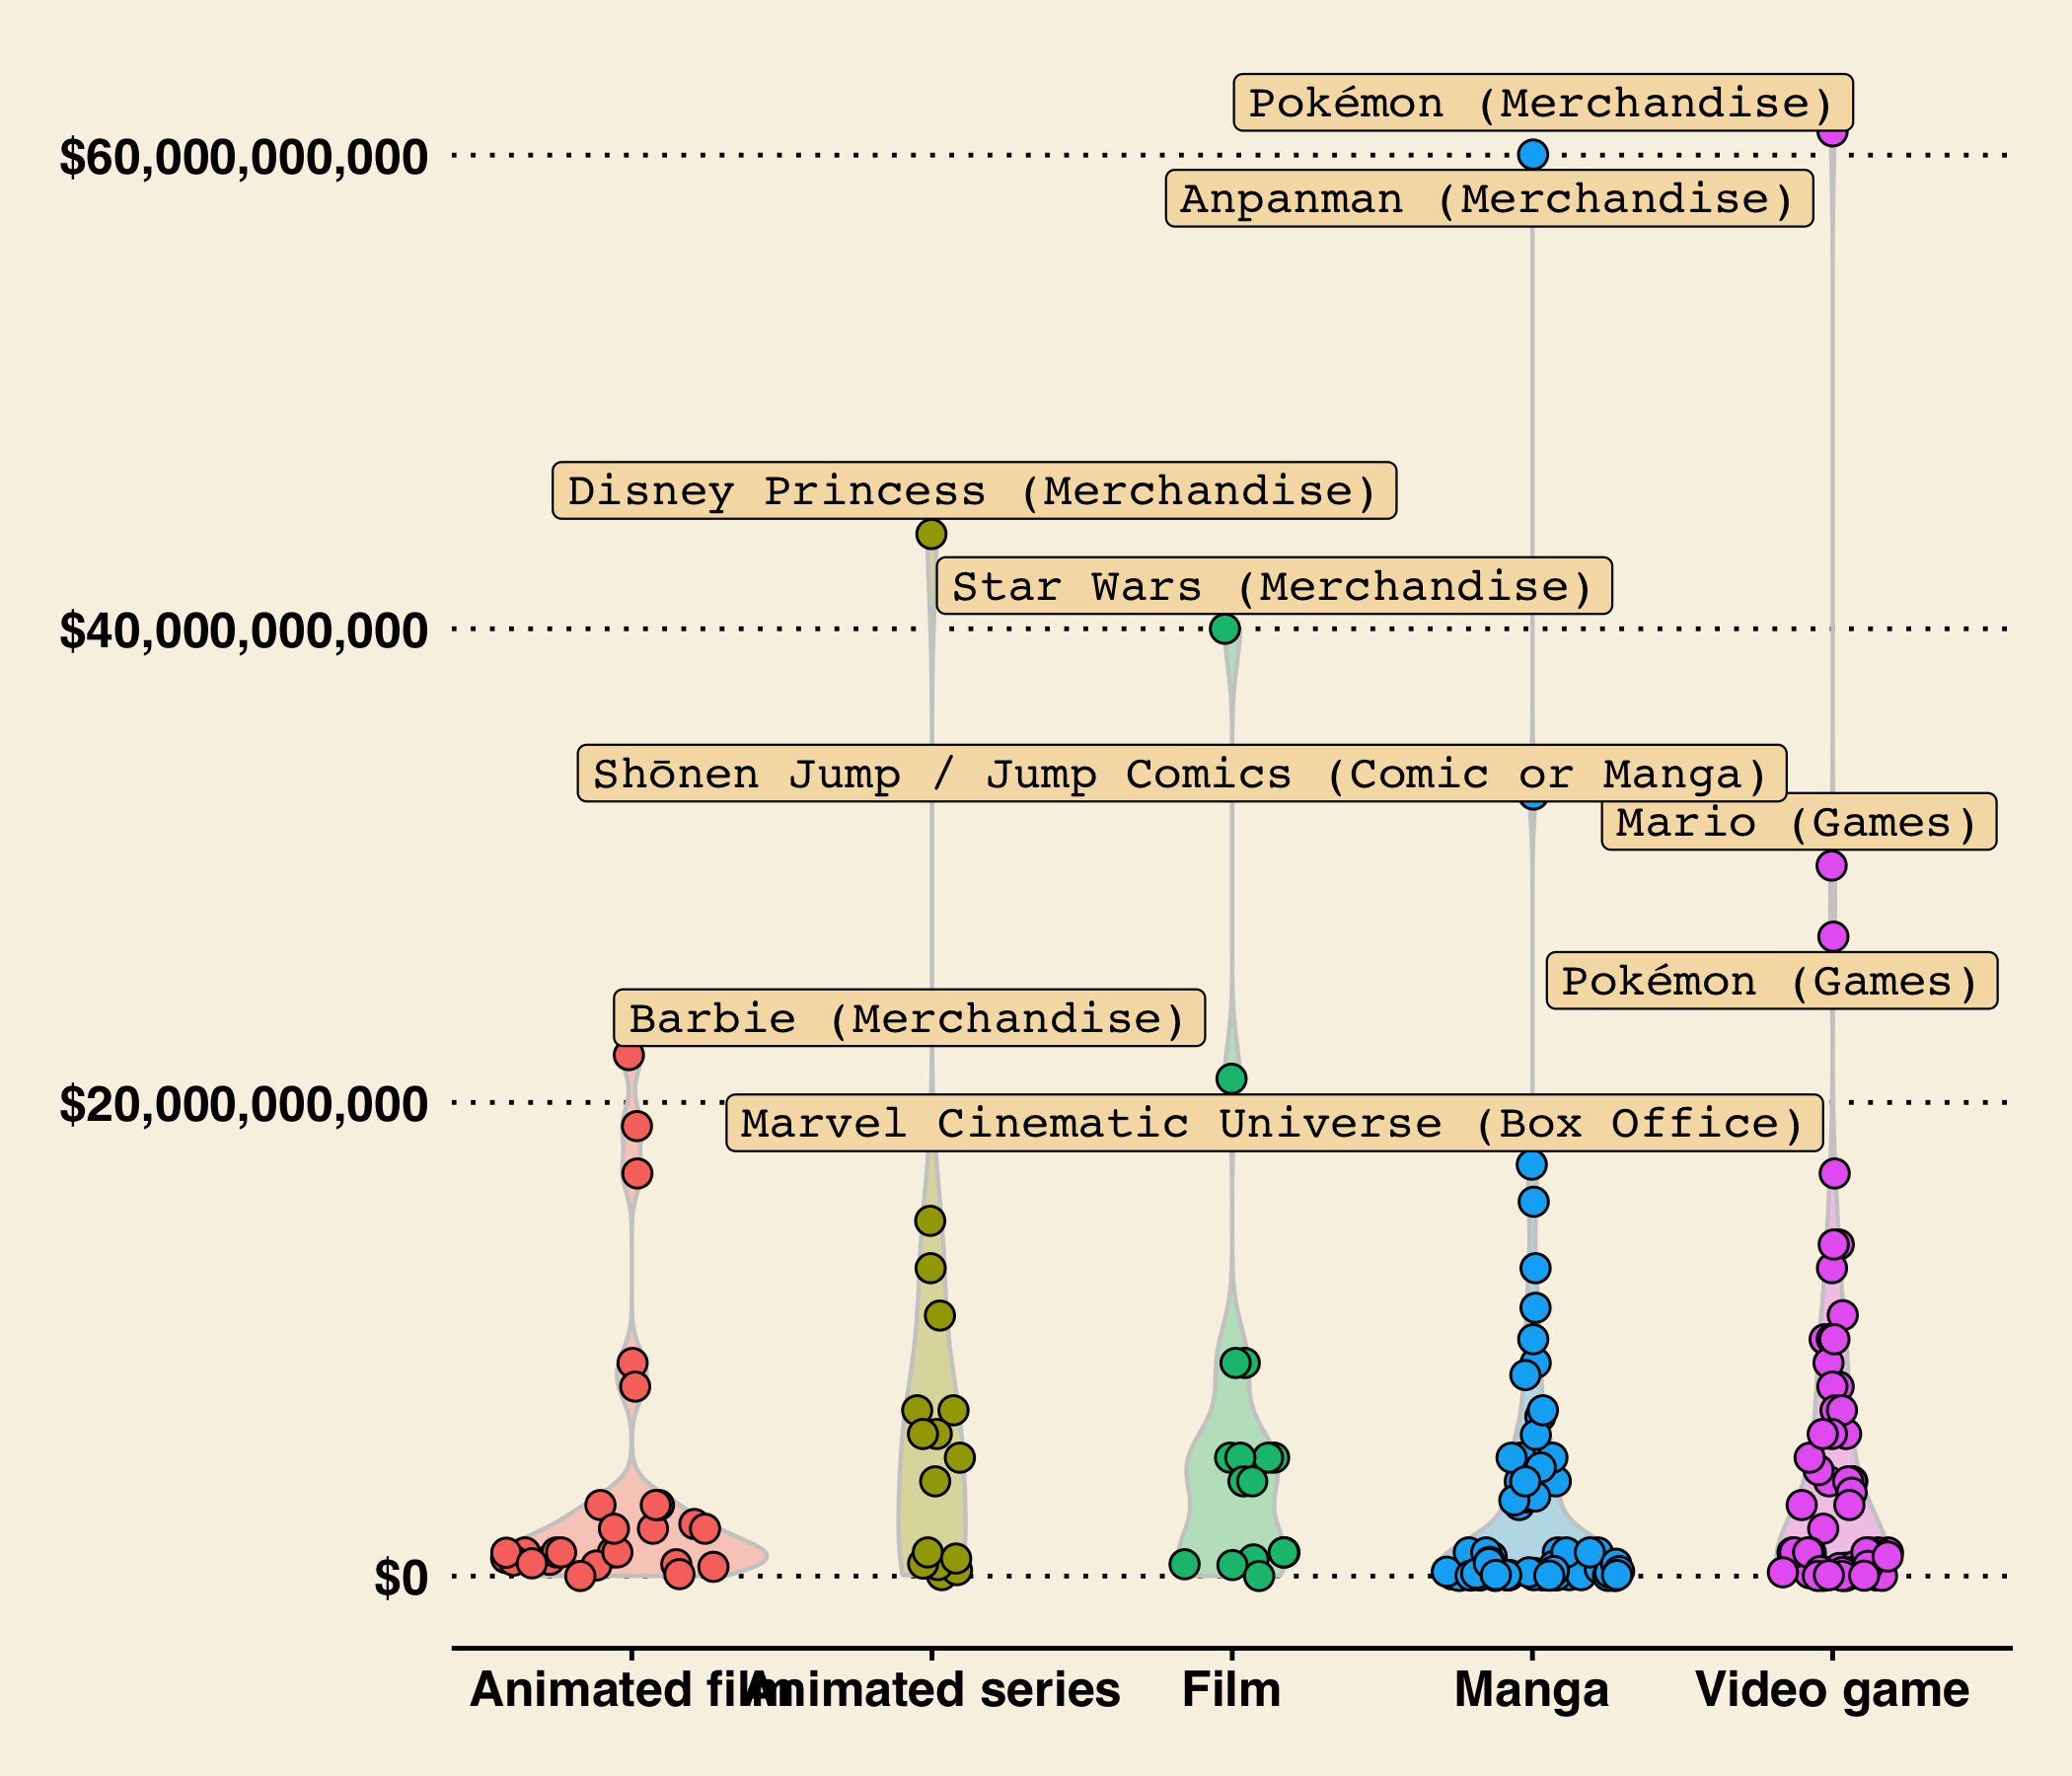 Pokémon (Merchandise)
$60,000,000,000
Anpanman (Merchandise)
Disney Princess (Merchandise)
Star Wars (Merchandise)
$40,000,000,000
Shōnen Jump / Jump Comics (Comic or Manga)
Mario (Games)
Pokémon (Games)
Barbie (Merchandise)
$20,000,000,000
Marvel Cinematic Universe (Box Office)
$0
Animated film Animated series Film Manga Video game